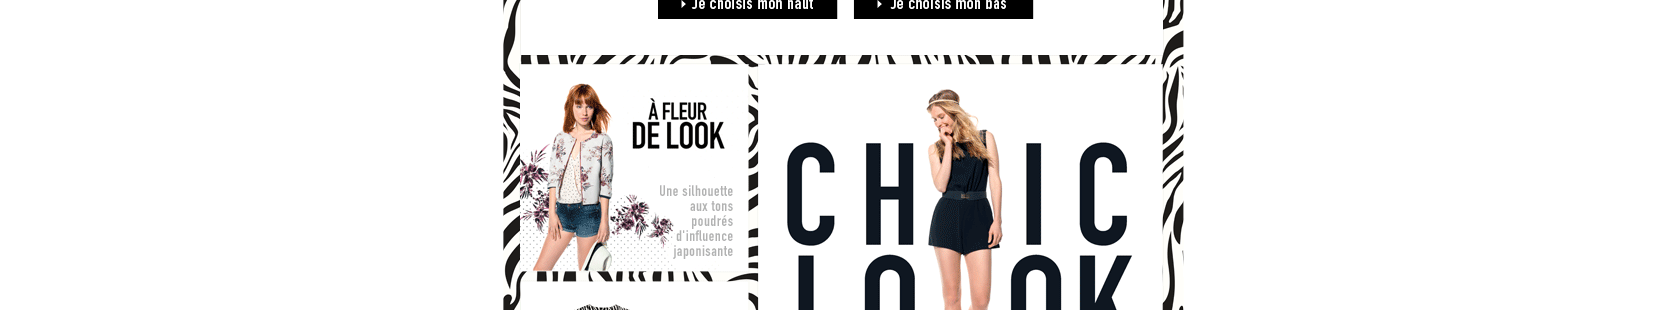 Je choisis mon haut
Je choisis mon bas
À FLEUR
DE LOOK
Une silhouette
aux tons
poudrés
d'influence
japonisante
CHIC
LOOK